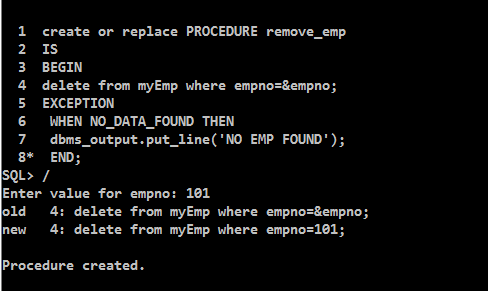 1  create or replace PROCEDURE remove_emp
2  IS
3  BEGIN
4  delete from myEmp where empno=&empno;
5  EXCEPTION
6   WHEN NO_DATA_FOUND THEN
7   dbms_output.put_line('NO EMP FOUND');
8*  END;
SQL> /
Enter value for empno: 101
old   4: delete from myEmp where empno=&empno;
new   4: delete from myEmp where empno=101;
Procedure created.